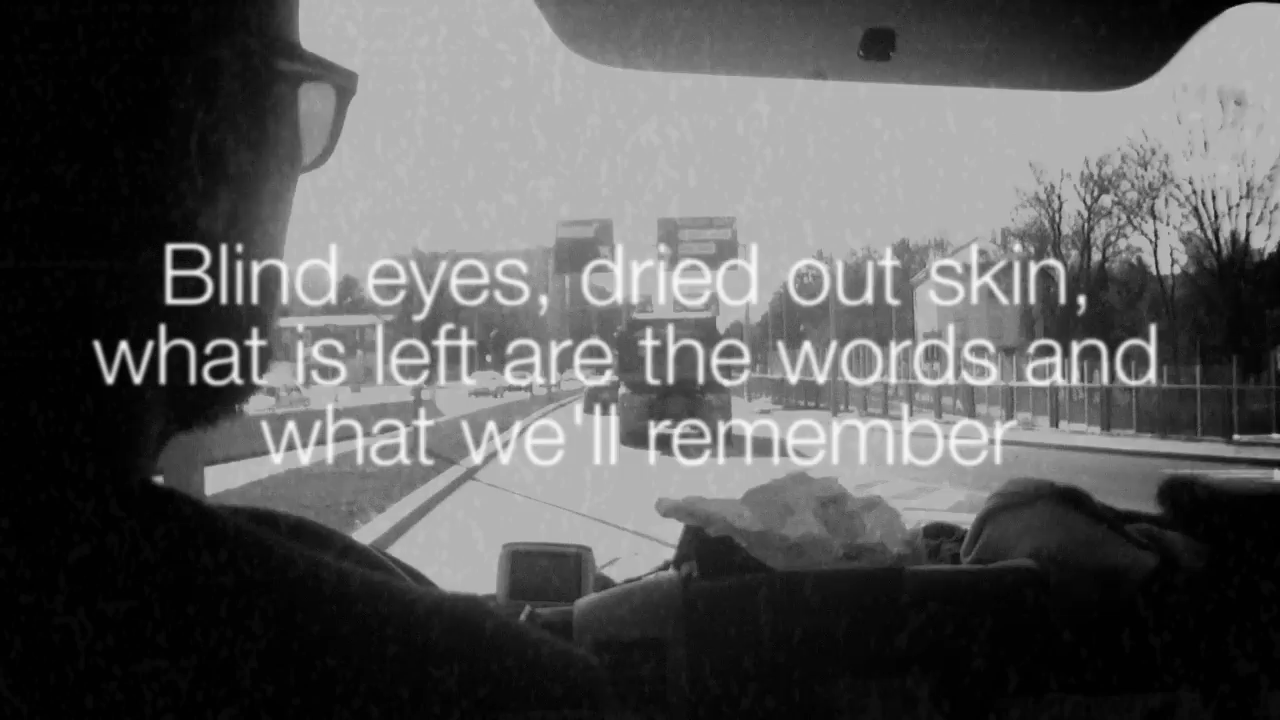 Blind eyes, dried out skin,
what is left are the words and
what we'll remember